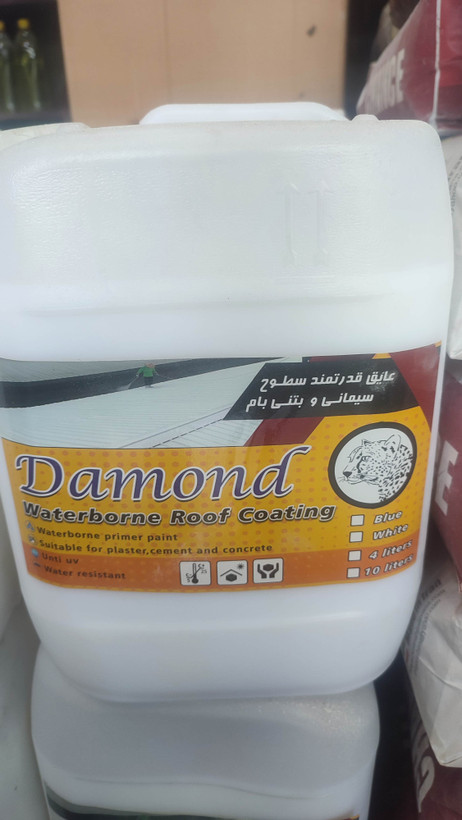 عایق قدرتمند سطوح
سیمانی و بتنی بام
Damond
Waterborne Roof Coating
Waterborne primer paint
Suitable for plaster,cement and concrete
Unti uv
Water resistant
Blue
White
4 liters
10 liters